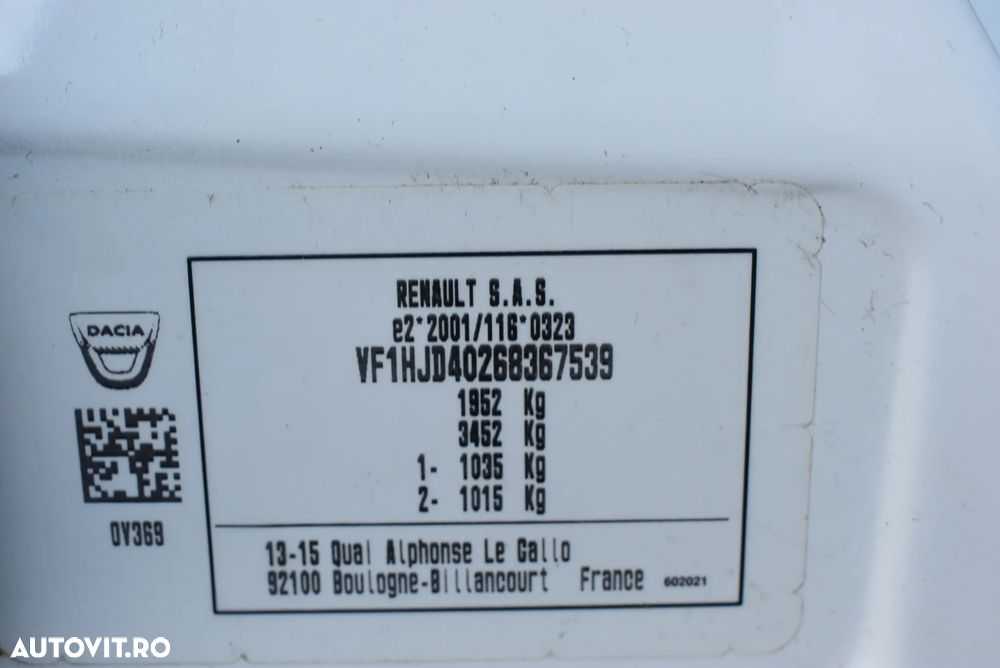 RENAULT S.A.S.
e2*2001/116*0323
VF1HJD40268367539
1952 Kg
3452 Kg
1- 1035 Kg
2- 1015 Kg
DACIA
0V369
13-15 Quai Alphonse Le Gallo
92100 Boulogne-Billancourt France 602021
AUTOVIT.RO